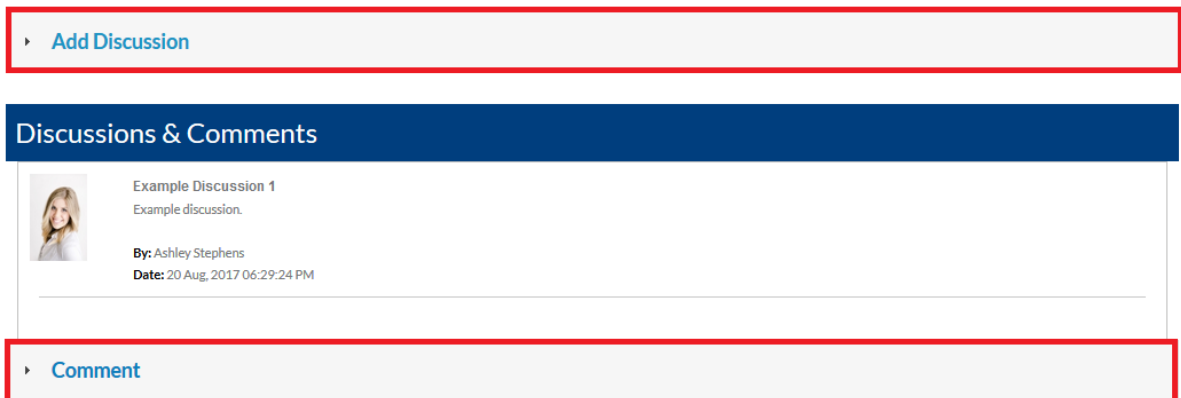 Add Discussion
Discussions & Comments
Example Discussion 1
Example discussion.
By: Ashley Stephens
Date: 20 Aug, 2017 06:29:24 PM
Comment